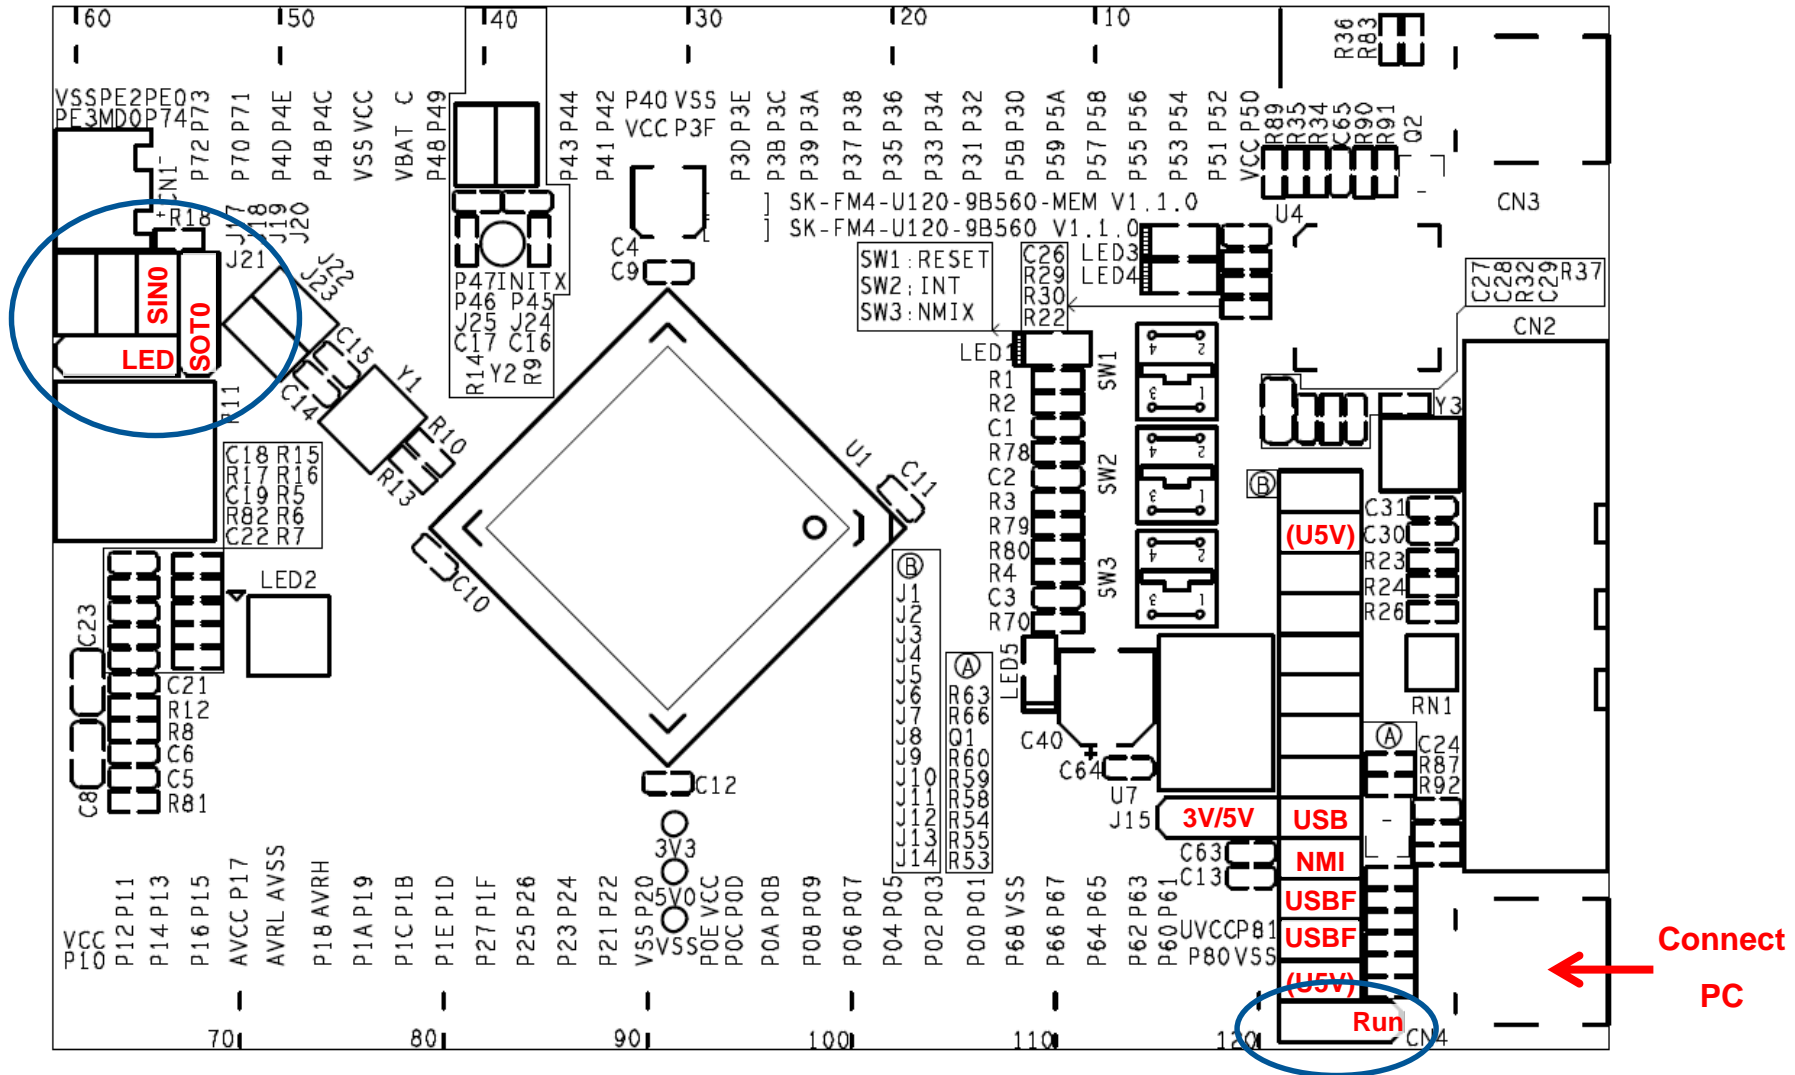 60 50 40 30 20 10
R36 R83
VSSPE2PE0
PE3MD0P74
P72 P73
P70 P71
P4D P4E
P4B P4C
VSS VCC
VBAT C
P48 P49
P43 P44
P41 P42
P40 VSS
VCC P3F
P3D P3E
P3B P3C
P39 P3A
P37 P38
P35 P36
P33 P34
P31 P32
P5B P30
P59 P5A
P57 P58
P55 P56
P53 P54
P51 P52
VCC P50
R89
R35
R34
C65
R90
R91
Q2
CN3
CN1
+R18
J17
J18
J19
J20
J21
J22
J23
SIN0
SOT0
LED
R11
C15
C14
Y1
R10
R13
P47INITX
P46 P45
J25 J24
C17 C16
R14 Y2 R9
C4
C9
[ ] SK-FM4-U120-9B560-MEM V1.1.0
[ ] SK-FM4-U120-9B560 V1.1.0
SW1:RESET
SW2:INT
SW3:NMIX
C26
R29
R30
R22
LED3
LED4
U4
C27
C28
R32
C29
R37
CN2
LED1
R1
R2
C1
R78
C2
R3
R79
R80
R4
C3
R70
SW1
4 2
3 1
SW2
4 2
3 1
SW3
4 2
3 1
Y3
U1
C11
C10
C12
C18 R15
R17 R16
C19 R5
R82 R6
C22 R7
LED2
C23
C21
R12
R8
C6
C5
R81
C8
B
J1
J2
J3
J4
J5
J6
J7
J8
J9
J10
J11
J12
J13
J14
A
R63
R66
Q1
R60
R59
R58
R54
R55
R53
LED5
C40
C64
+
U7
J15
3V/5V
USB
B
(U5V)
C31
C30
R23
R24
R26
RN1
A
C24
R87
R92
C63
C13
NMI
USBF
USBF
(U5V)
Run
CN4
Connect
PC
3V3
5V0
VSS
VCC
P10
P12 P11
P14 P13
P16 P15
AVCC P17
AVRL AVSS
P18 AVRH
P1A P19
P1C P1B
P1E P1D
P27 P1F
P25 P26
P23 P24
P21 P22
VSS P20
P0E VCC
P0C P0D
P0A P0B
P08 P09
P06 P07
P04 P05
P02 P03
P00 P01
P68 VSS
P66 P67
P64 P65
P62 P63
P60 P61
UVCCP81
P80 VSS
70 80 90 100 110 120